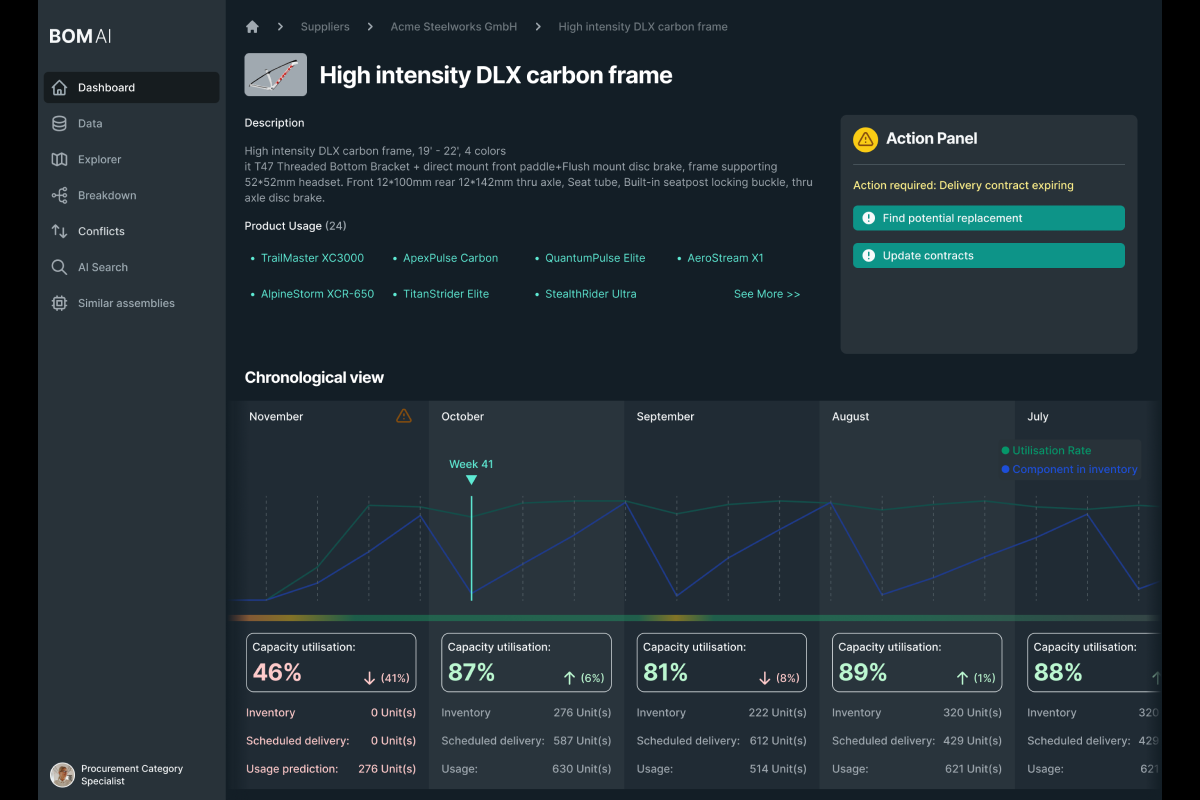 BOM AI
Dashboard
Data
Explorer
Breakdown
Conflicts
AI Search
Similar assemblies
Procurement Category
Specialist
Suppliers
Acme Steelworks GmbH
High intensity DLX carbon frame
High intensity DLX carbon frame
Description
High intensity DLX carbon frame, 19' - 22', 4 colors
it T47 Threaded Bottom Bracket + direct mount front paddle+Flush mount disc brake, frame supporting
52*52mm headset. Front 12*100mm rear 12*142mm thru axle, Seat tube, Built-in seatpost locking buckle, thru
axle disc brake.
Product Usage (24)
• TrailMaster XC3000 • ApexPulse Carbon • QuantumPulse Elite • AeroStream X1
• AlpineStorm XCR-650 • TitanStrider Elite • StealthRider Ultra See More >>
Action Panel
Action required: Delivery contract expiring
Find potential replacement
Update contracts
Chronological view
November October September August July
Utilisation Rate
Component in inventory
Week 41
Capacity utilisation: Capacity utilisation: Capacity utilisation: Capacity utilisation: Capacity utilisation:
46% (41%) 87% (6%) 81% (8%) 89% (1%) 88%
Inventory 0 Unit(s) Inventory 276 Unit(s) Inventory 222 Unit(s) Inventory 320 Unit(s) Inventory 320
Scheduled delivery: 0 Unit(s) Scheduled delivery: 587 Unit(s) Scheduled delivery: 612 Unit(s) Scheduled delivery: 429 Unit(s) Scheduled delivery: 429
Usage prediction: 276 Unit(s) Usage: 630 Unit(s) Usage: 514 Unit(s) Usage: 621 Unit(s) Usage: 621